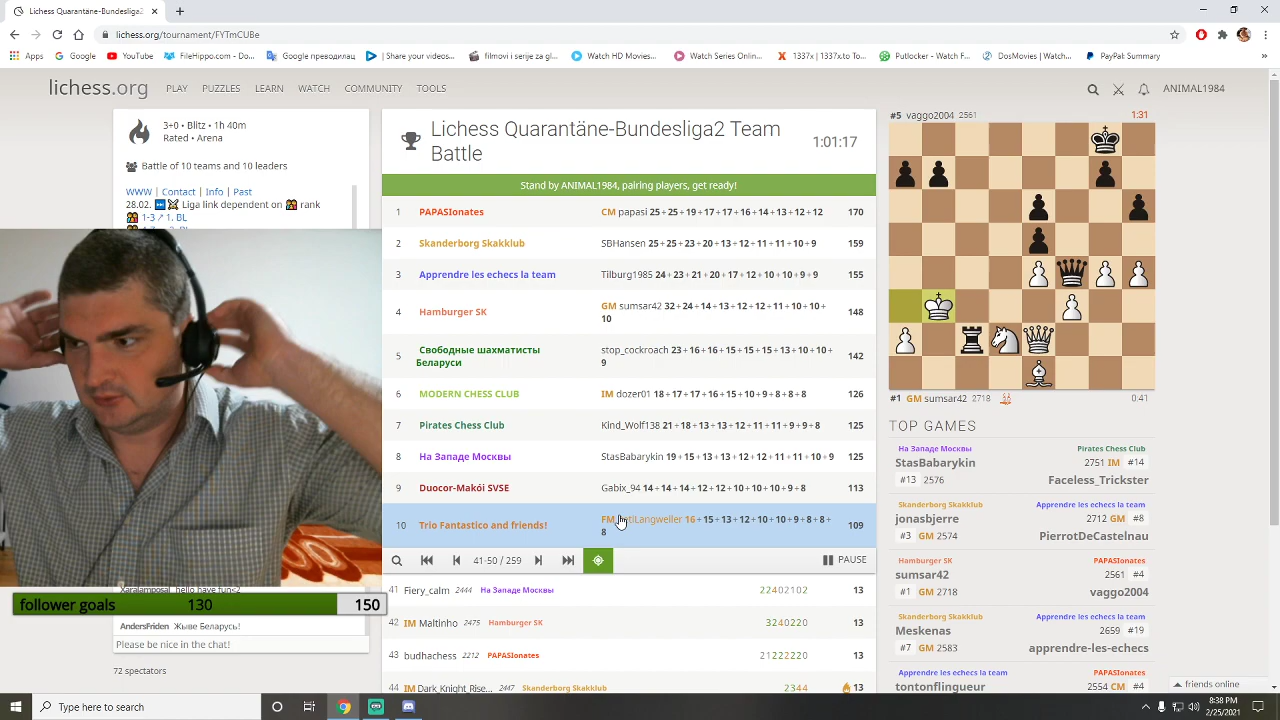 lichess.org
lichess.org/tournament/FYTmCUBe
Apps Gmail YouTube FileHippo.com - D... Google преводилац | Share your videos... filmovi i serije za gl... Watch HD Movies O... Watch Series Onlin... 1337x 1337x.to To... Putlocker - Putlocke... DosMovies | Watch... PayPal: Summary
lichess.org PLAY PUZZLES LEARN WATCH COMMUNITY TOOLS ANIMAL1984
3+0 • Blitz • 1h 40m
Rated • Arena
Battle of 10 teams and 10 leaders
WWW | Contact | Info | Past
28.02. Liga link dependent on rank
1-3 ↗ 1. BL
Lichess Quarantäne-Bundesliga2 Team
Battle
1:01:17
Stand by ANIMAL1984, pairing players, get ready!
1 PAPASIonates CM papasi 25+25+19+17+17+16+14+13+12+12 170
2 Skanderborg Skakklub SBHansen 25+25+23+20+13+12+11+11+10+9 159
3 Apprendre les echecs la team Tilburg1985 24+23+21+20+17+12+10+10+9+9 155
4 Hamburger SK GM sumsar42 32+24+14+13+12+12+11+10+10+
10 148
5 Свободные шахматисты
Беларуси stop_cockroach 23+16+16+15+15+15+13+10+10+
9 142
6 MODERN CHESS CLUB IM dozer01 18+17+17+16+15+10+9+8+8+8 126
7 Pirates Chess Club Kind_Wolf138 21+18+13+13+12+11+11+9+9+8 125
8 На Западе Москвы StasBabarykin 19+15+13+13+12+12+11+11+10+9 125
9 Duocor-Makói SVSE Gabix_94 14+14+14+12+12+10+10+10+9+8 113
10 Trio Fantastico and friends! FM 16+15+13+12+10+10+9+8+8+
8 109
41-50 / 259 PAUSE
41 Fiery_calm 2444 На Западе Москвы 22402102 13
42 IM Maltinho 2475 Hamburger SK 3240220 13
43 budhachess 2212 PAPASIonates 2122220 13
44 IM Dark_Knight_Rise... 2447 Skanderborg Skakklub 2344 13
Xaralamposal hello have fun<2
follower goals 130 150
AndersFriden Жыве Беларусь!
Please be nice in the chat!
72 spectators
#5 vaggo2004 2561 1:31
#1 GM sumsar42 2718 0:41
TOP GAMES
На Западе Москвы Pirates Chess Club
StasBabarykin 2751 IM #14
#13 2576 Faceless_Trickster
Skanderborg Skakklub Apprendre les echecs la team
jonasbjerre 2712 GM #8
#3 GM 2574 PierrotDeCastelnau
Hamburger SK PAPASIonates
sumsar42 2561 #4
#1 GM 2718 vaggo2004
Skanderborg Skakklub Apprendre les echecs la team
Meskenas 2659 #19
#7 GM 2583 apprendre-les-echecs
Apprendre les echecs la team PAPASIonates
tontonflingueur 2554 CM #4
friends online
Type here to search
8:38 PM